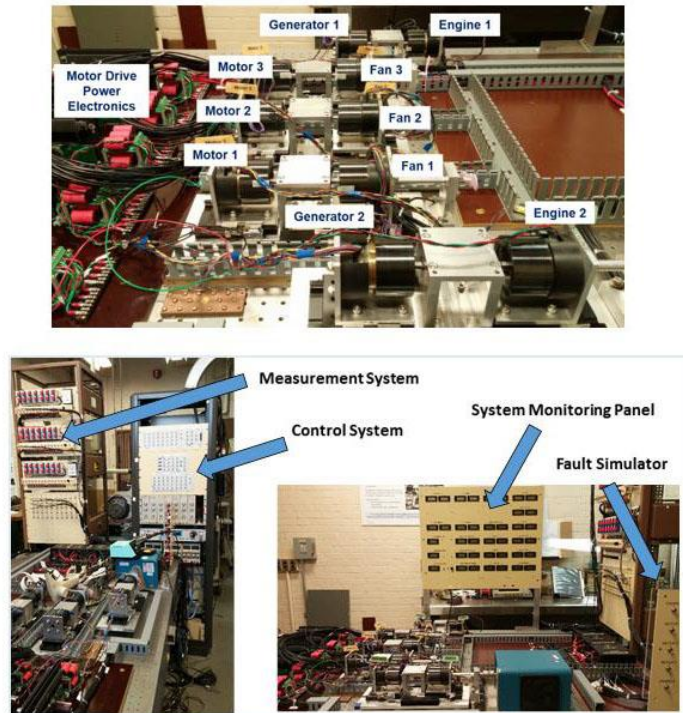 Generator 1
Engine 1
Motor Drive
Power
Electronics
Motor 3
Fan 3
Motor 2
Fan 2
Motor 1
Fan 1
Generator 2
Engine 2
Measurement System
Control System
System Monitoring Panel
Fault Simulator